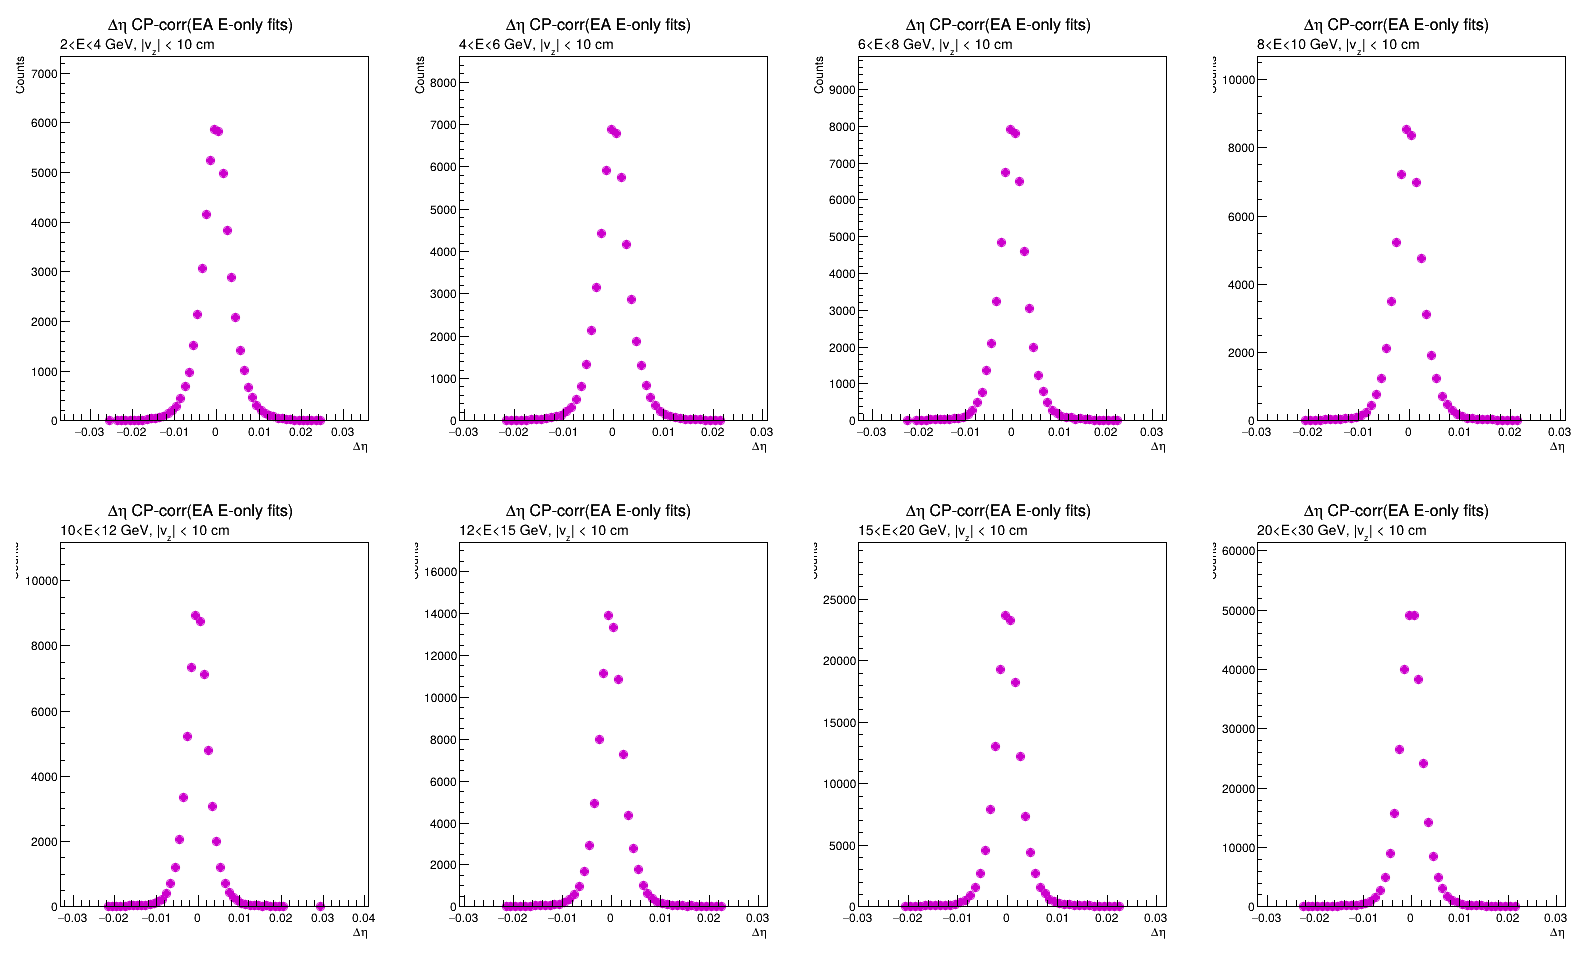 Δη CP-corr(EA E-only fits)
2<E<4 GeV, |vz| < 10 cm
Counts
7000
6000
5000
4000
3000
2000
1000
0
−0.03 −0.02 −0.01 0 0.01 0.02 0.03
Δη
Δη CP-corr(EA E-only fits)
4<E<6 GeV, |vz| < 10 cm
Counts
8000
7000
6000
5000
4000
3000
2000
1000
0
−0.03 −0.02 −0.01 0 0.01 0.02 0.03
Δη
Δη CP-corr(EA E-only fits)
6<E<8 GeV, |vz| < 10 cm
Counts
9000
8000
7000
6000
5000
4000
3000
2000
1000
0
−0.03 −0.02 −0.01 0 0.01 0.02 0.03
Δη
Δη CP-corr(EA E-only fits)
8<E<10 GeV, |vz| < 10 cm
Counts
10000
8000
6000
4000
2000
0
−0.03 −0.02 −0.01 0 0.01 0.02 0.03
Δη
Δη CP-corr(EA E-only fits)
10<E<12 GeV, |vz| < 10 cm
Counts
10000
8000
6000
4000
2000
0
−0.03 −0.02 −0.01 0 0.01 0.02 0.03 0.04
Δη
Δη CP-corr(EA E-only fits)
12<E<15 GeV, |vz| < 10 cm
Counts
16000
14000
12000
10000
8000
6000
4000
2000
0
−0.03 −0.02 −0.01 0 0.01 0.02 0.03
Δη
Δη CP-corr(EA E-only fits)
15<E<20 GeV, |vz| < 10 cm
Counts
25000
20000
15000
10000
5000
0
−0.03 −0.02 −0.01 0 0.01 0.02 0.03
Δη
Δη CP-corr(EA E-only fits)
20<E<30 GeV, |vz| < 10 cm
Counts
60000
50000
40000
30000
20000
10000
0
−0.03 −0.02 −0.01 0 0.01 0.02 0.03
Δη